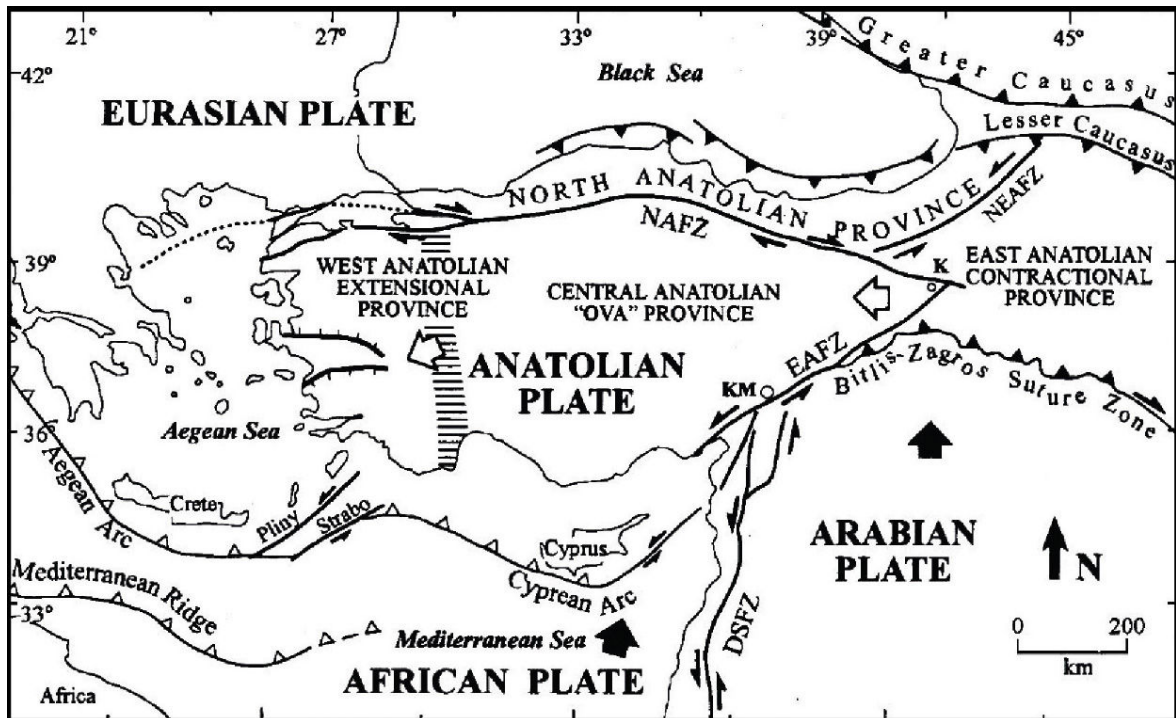 21°
27°
33°
39°
45°
42°
Black Sea
Greater Caucasus
EURASIAN PLATE
Lesser Caucasus
NORTH ANATOLIAN PROVINCE
NAFZ
NEAFZ
39°
WEST ANATOLIAN
EXTENSIONAL
PROVINCE
CENTRAL ANATOLIAN
"OVA" PROVINCE
K
EAST ANATOLIAN
CONTRACTIONAL
PROVINCE
ANATOLIAN
PLATE
EAFZ
KM
Bitlis-Zagros Suture Zone
36°
Aegean Sea
Aegean Arc
Crete
Pliny
Strabo
Cyprus
Cyprean Arc
ARABIAN
PLATE
N
Mediterranean Ridge
33°
Mediterranean Sea
DSFZ
0
200
km
AFRICAN PLATE
Africa